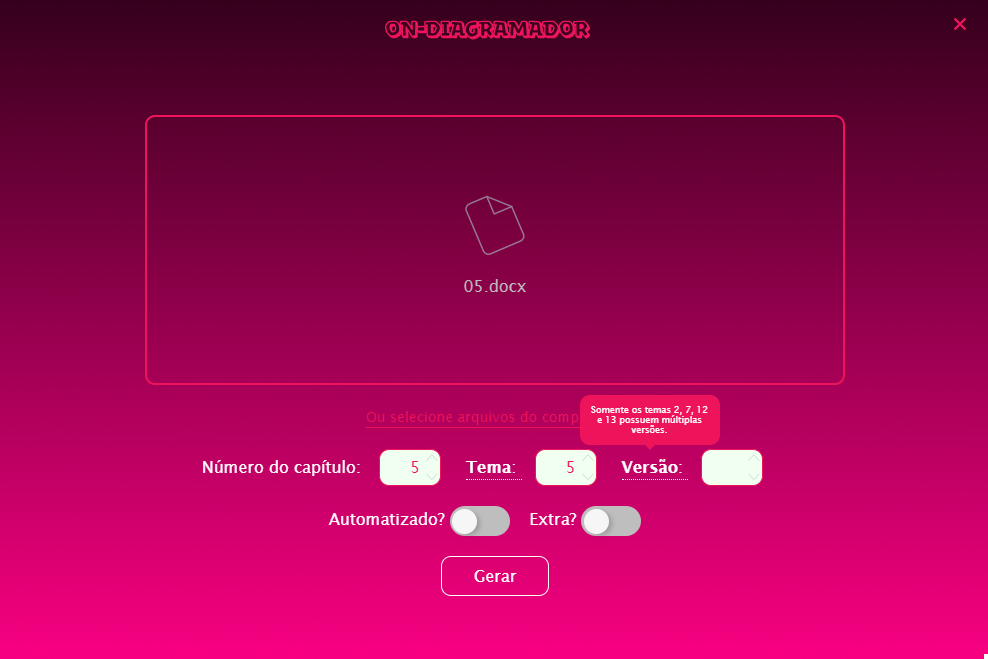 ON-DIAGRAMADOR
05.docx
Ou selecione arquivos do comp
Somente os temas 2, 7, 12
e 13 possuem múltiplas
versões.
Número do capítulo: 5 Tema: 5 Versão:
Automatizado? Extra?
Gerar